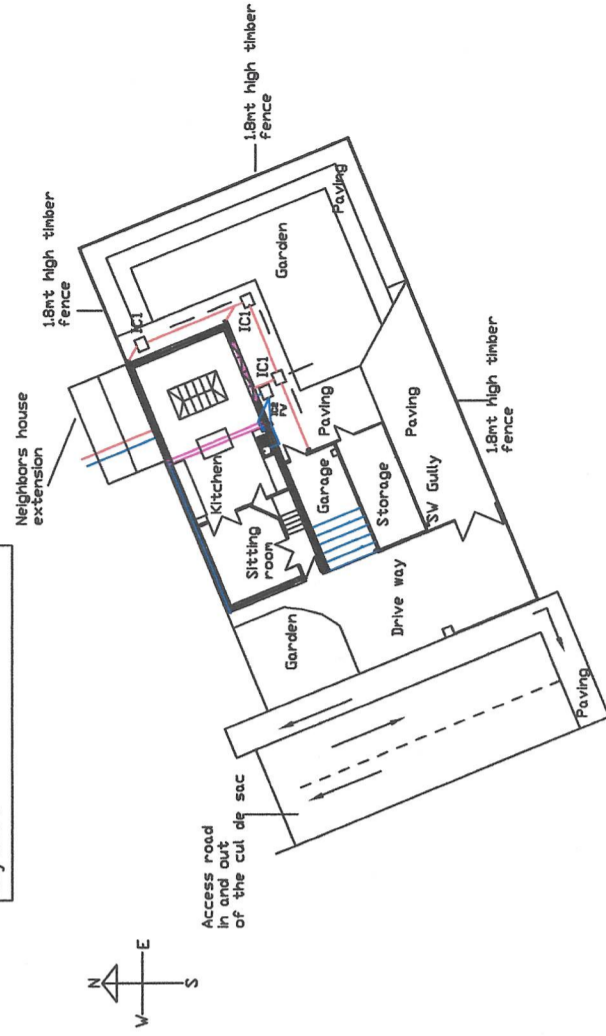 1.8mt high timber
fence
1.8mt high timber
fence
Neighbors house
extension
IC1
IC1
IC1
Garden
Paving
Kitchen
Sitting
room
Garage
Paving
Storage
Paving
SW Gully
1.8mt high timber
fence
Garden
Drive way
Paving
Access road
in and out
of the cul de sac
N
W
E
S